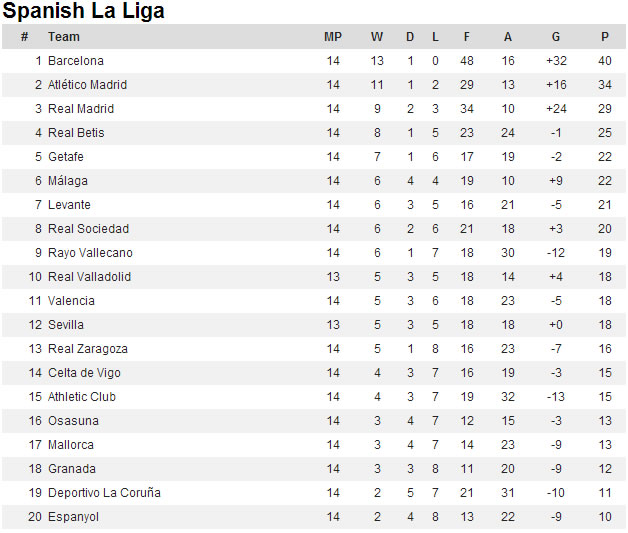 Spanish La Liga
# Team MP W D L F A G P
1 Barcelona 14 13 1 0 48 16 +32 40
2 Atlético Madrid 14 11 1 2 29 13 +16 34
3 Real Madrid 14 9 2 3 34 10 +24 29
4 Real Betis 14 8 1 5 23 24 -1 25
5 Getafe 14 7 1 6 17 19 -2 22
6 Málaga 14 6 4 4 19 10 +9 22
7 Levante 14 6 3 5 16 21 -5 21
8 Real Sociedad 14 6 2 6 21 18 +3 20
9 Rayo Vallecano 14 6 1 7 18 30 -12 19
10 Real Valladolid 13 5 3 5 18 14 +4 18
11 Valencia 14 5 3 6 18 23 -5 18
12 Sevilla 13 5 3 5 18 18 +0 18
13 Real Zaragoza 14 5 1 8 16 23 -7 16
14 Celta de Vigo 14 4 3 7 16 19 -3 15
15 Athletic Club 14 4 3 7 19 32 -13 15
16 Osasuna 14 3 4 7 12 15 -3 13
17 Mallorca 14 3 4 7 14 23 -9 13
18 Granada 14 3 3 8 11 20 -9 12
19 Deportivo La Coruña 14 2 5 7 21 31 -10 11
20 Espanyol 14 2 4 8 13 22 -9 10